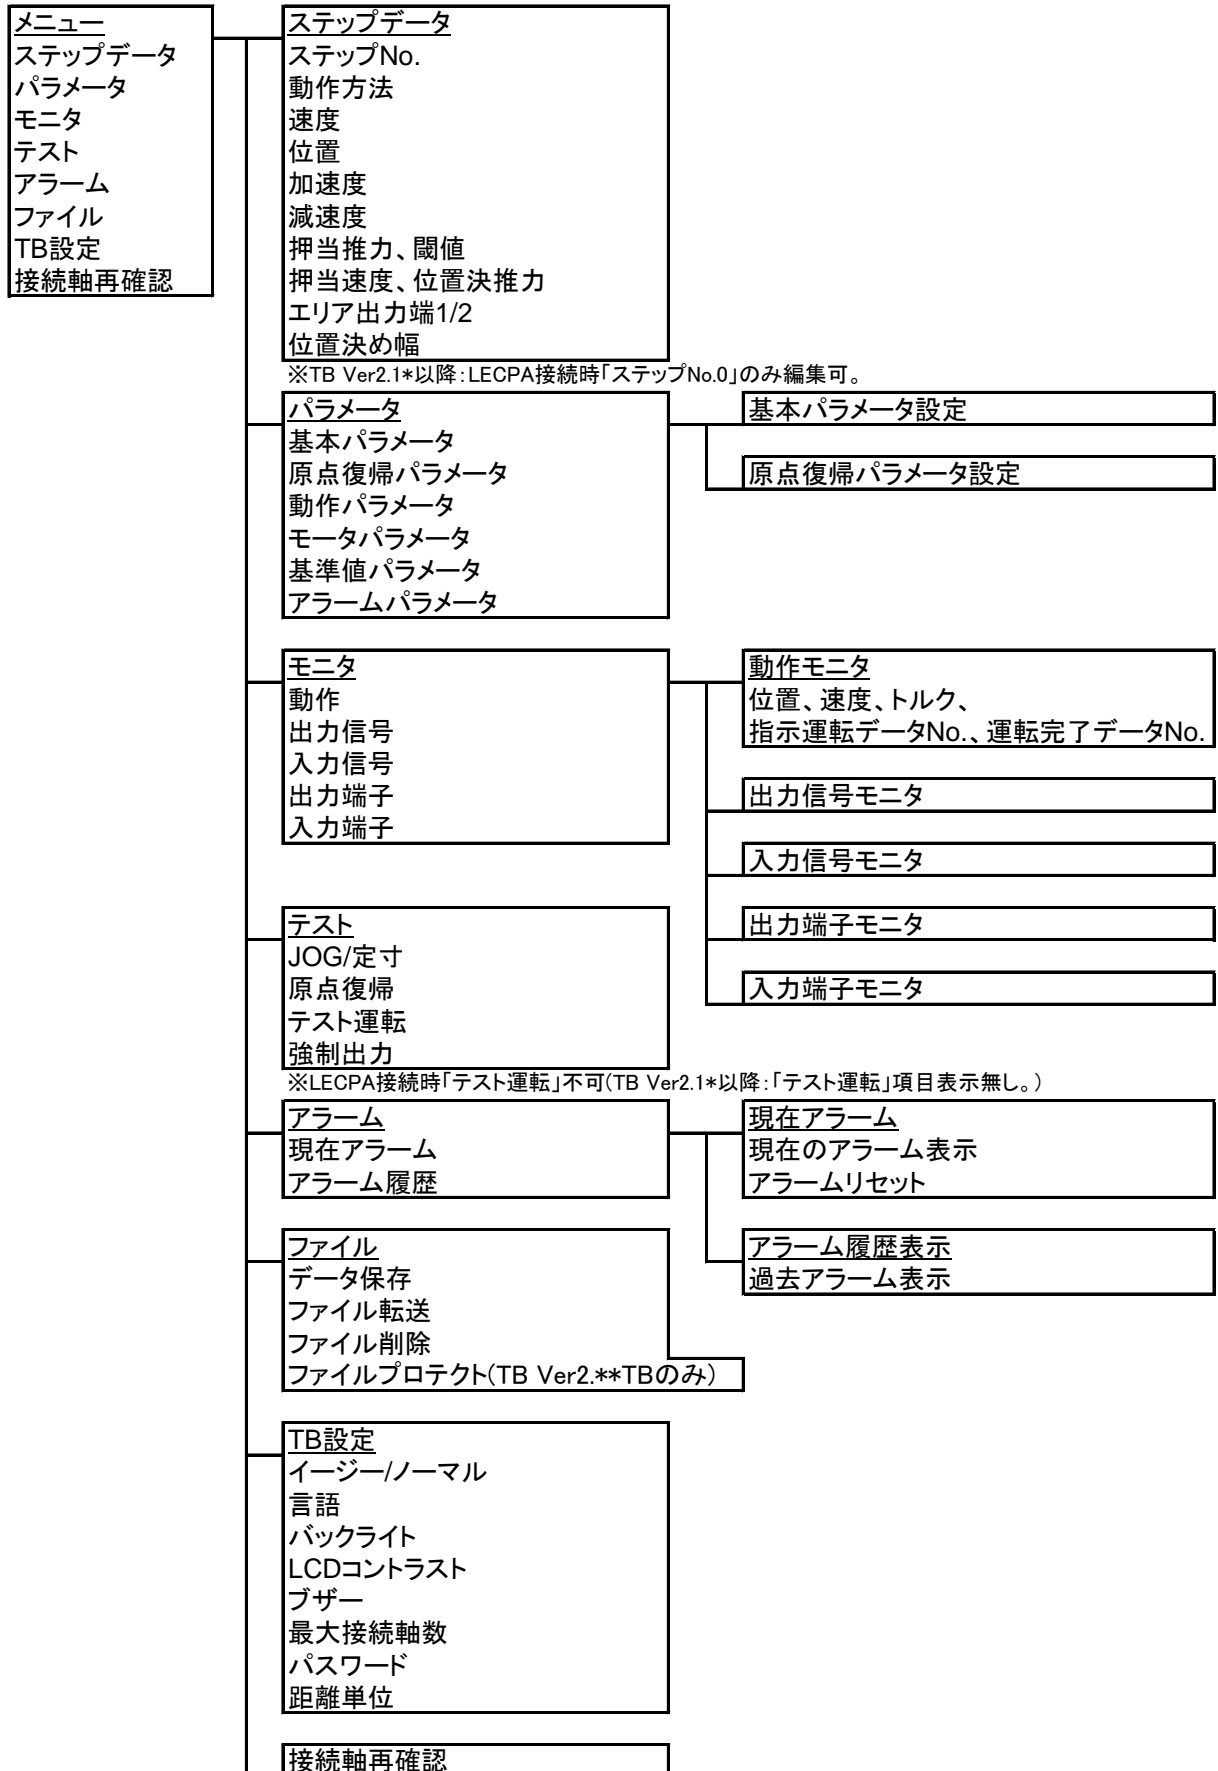 メニュー
ステップデータ
パラメータ
モニタ
テスト
アラーム
ファイル
TB設定
接続軸再確認
ステップデータ
ステップNo.
動作方法
速度
位置
加速度
減速度
押当推力、閾値
押当速度、位置決推力
エリア出力端1/2
位置決め幅
※TB Ver2.1*以降：LECPA接続時「ステップNo.0」のみ編集可。
パラメータ
基本パラメータ
原点復帰パラメータ
動作パラメータ
モータパラメータ
基準値パラメータ
アラームパラメータ
基本パラメータ設定
原点復帰パラメータ設定
モニタ
動作
出力信号
入力信号
出力端子
入力端子
動作モニタ
位置、速度、トルク、
指示運転データNo.、運転完了データNo.
出力信号モニタ
入力信号モニタ
出力端子モニタ
入力端子モニタ
テスト
JOG/定寸
原点復帰
テスト運転
強制出力
※LECPA接続時「テスト運転」不可(TB Ver2.1*以降：「テスト運転」項目表示無し。)
アラーム
現在アラーム
アラーム履歴
現在アラーム
現在のアラーム表示
アラームリセット
アラーム履歴表示
過去アラーム表示
ファイル
データ保存
ファイル転送
ファイル削除
ファイルプロテクト(TB Ver2.**TBのみ)
TB設定
イージー/ノーマル
言語
バックライト
LCDコントラスト
ブザー
最大接続軸数
パスワード
距離単位
接続軸再確認